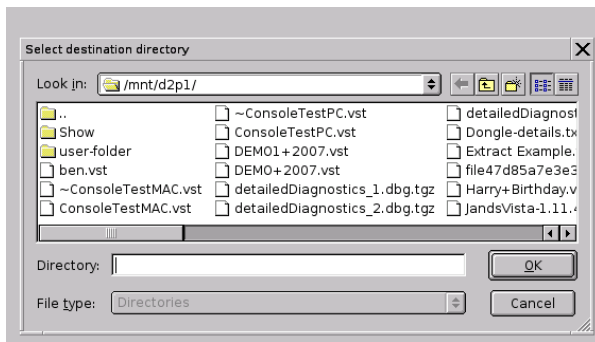 Select destination directory
Look in: /mnt/d2p1/
..
Show
user-folder
ben.vst
~ConsoleTestMAC.vst
ConsoleTestMAC.vst
~ConsoleTestPC.vst
ConsoleTestPC.vst
DEMO1+2007.vst
DEMO+2007.vst
detailedDiagnostics_1.dbg.tgz
detailedDiagnostics_2.dbg.tgz
detailedDiagnost
Dongle-details.tx
Extract Example.
file47d85a7e3e3
Harry+Birthday.v
JandsVista-1.11.4
Directory:
OK
File type: Directories
Cancel